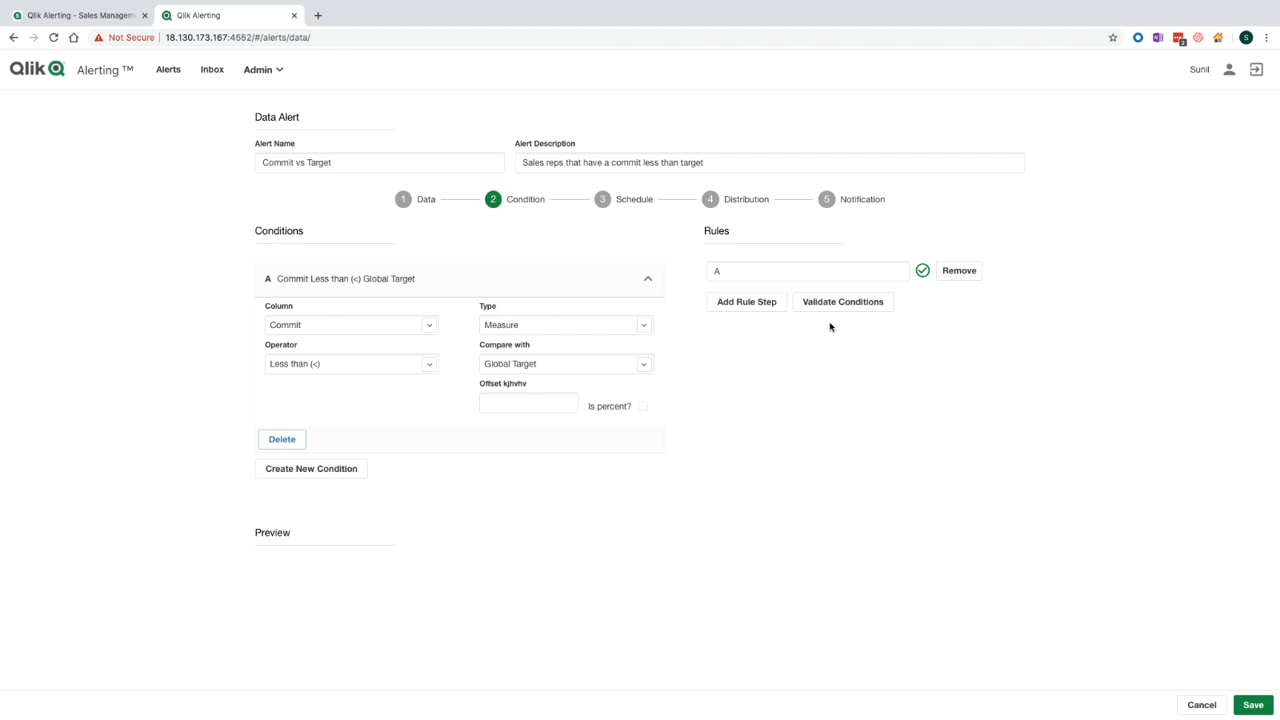 Qlik Alerting - Sales Managem
Qlik Alerting
Not Secure 18.130.173.167:4552/#/alerts/data/
Qlik Alerting ™ Alerts Inbox Admin Sunil
Data Alert
Alert Name Alert Description
Commit vs Target Sales reps that have a commit less than target
1 Data 2 Condition 3 Schedule 4 Distribution 5 Notification
Conditions
A Commit Less than (<) Global Target
Column Type
Commit Measure
Operator Compare with
Less than (<) Global Target
Offset kjhvhv
Is percent?
Delete
Create New Condition
Rules
A Remove
Add Rule Step Validate Conditions
Preview
Cancel Save